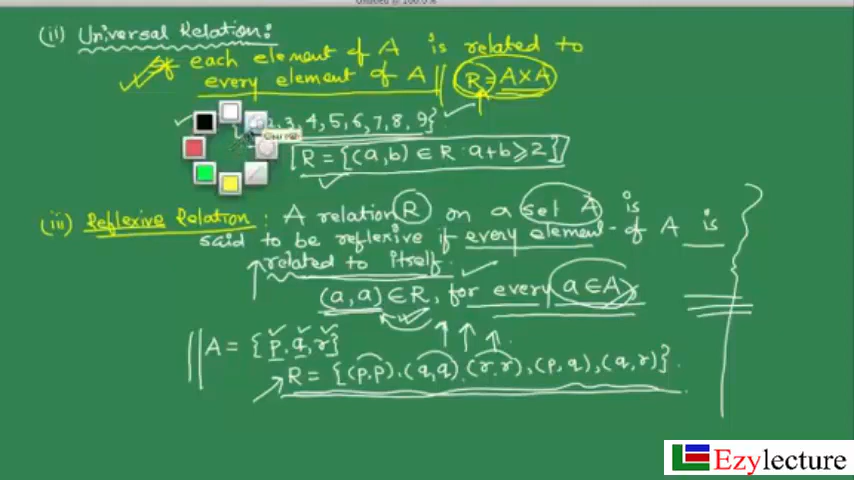 (ii) Universal Relation:
If each element of A is related to
every element of A R = A×A
2, 3, 4, 5, 6, 7, 8, 9}
R = {(a,b) ∈ R : a+b ≥ 2}
(iii) Reflexive Relation : A relation R on a set A is
said to be reflexive if every element of A is
related to itself.
(a,a) ∈ R, for every a ∈ A
A = {p, q, r}
R = {(p,p), (q,q), (r,r), (p,q), (q,r)}
Ezylecture